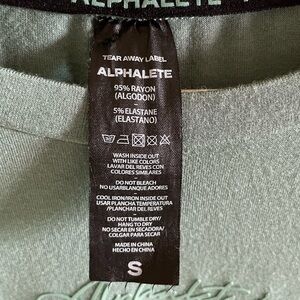 ALPHALETE
TEAR AWAY LABEL
ALPHALETE
95% RAYON
(ALGODON)
5% ELASTANE
(ELASTANO)
WASH INSIDE OUT
WITH LIKE COLORS
LAVAR DEL REVES CON
COLORES SIMILARES
DO NOT BLEACH
NO USARBLANQUE ADORES
COOL IRON/IRON INSIDE OUT
USAR PLANCHA TEMPERATURA
/PLANCHAR DEL REVES
DO NOT TUMBLE DRY/
HANG TO DRY
NO SECAR EN SECADORA/
COLGAR PARA SECAR
MADE IN CHINA
HECHO EN CHINA
S